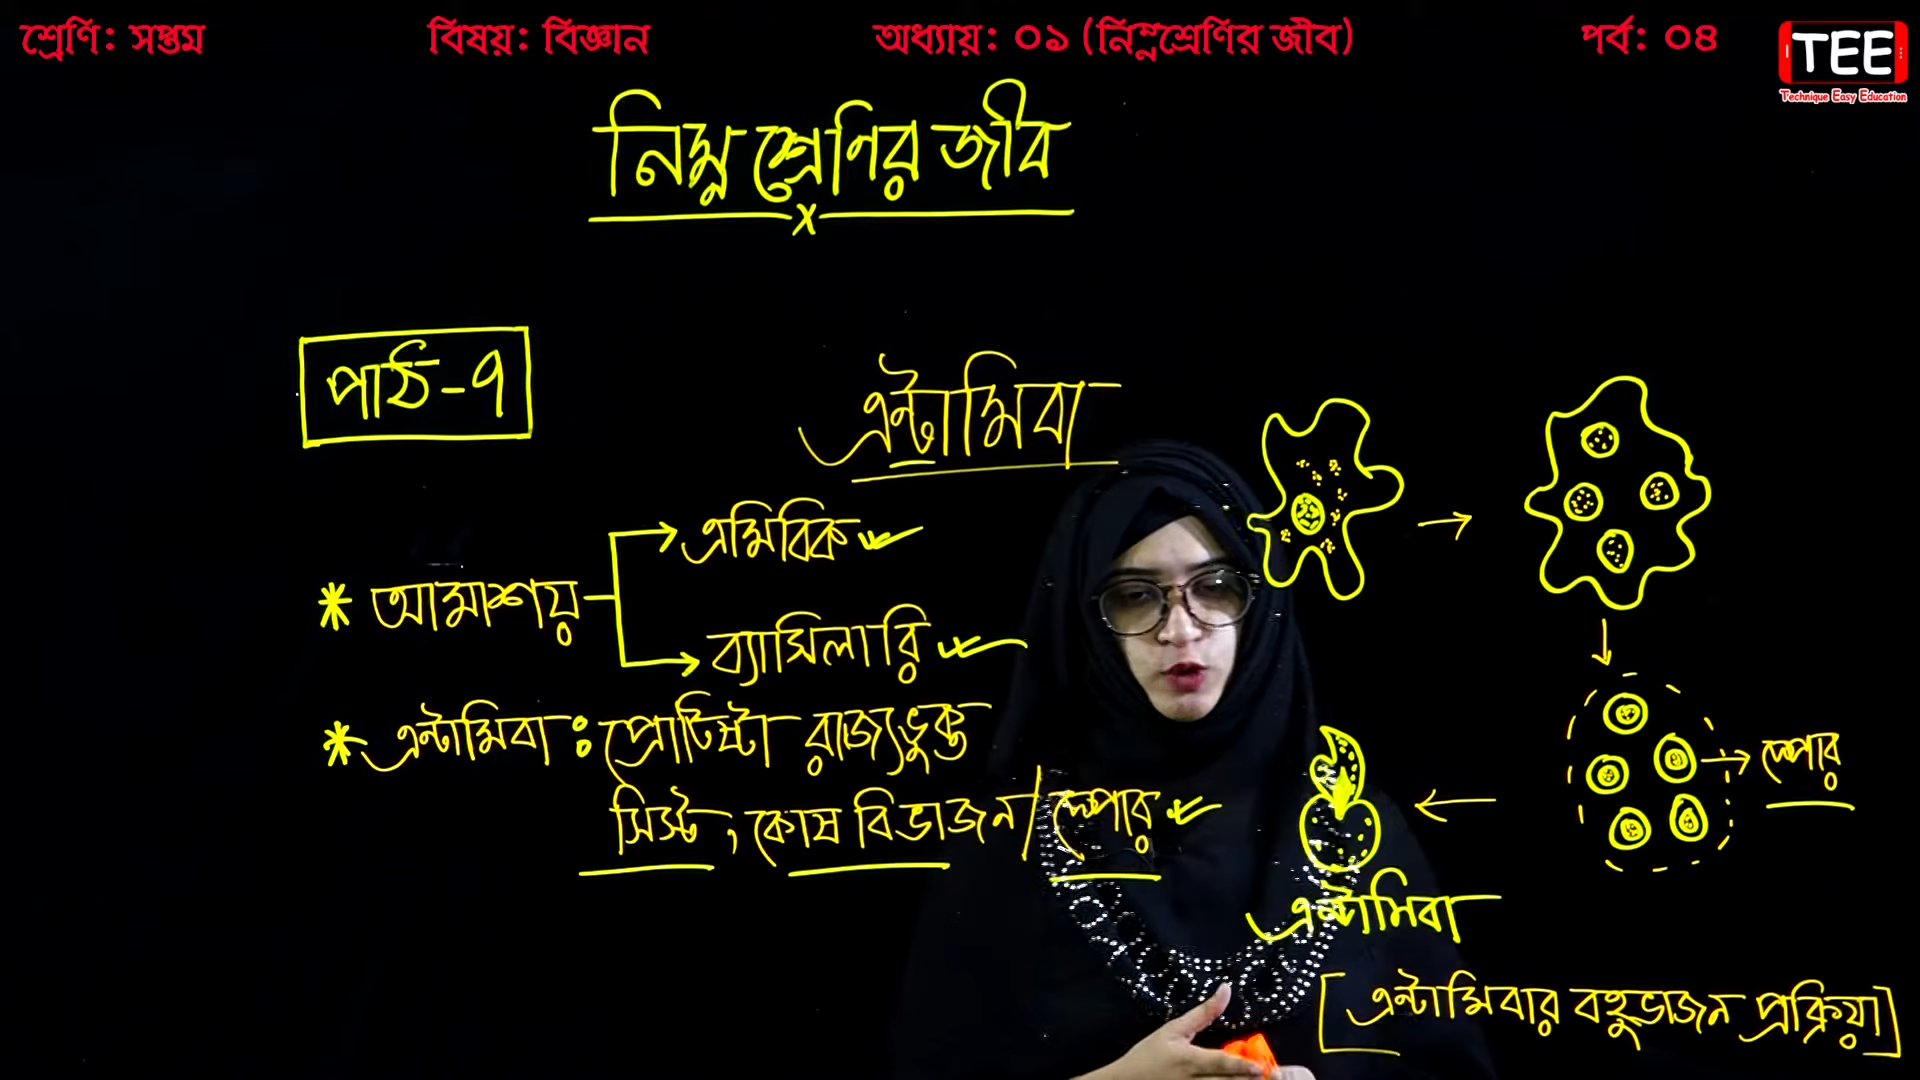 শ্রেণি: সপ্তম বিষয়: বিজ্ঞান অধ্যায়: ০১ (নিম্নশ্রেণির জীব) পর্ব: ০৪
TEE
Technique Easy Education
নিম্ন শ্রেণির জীব
x
পাঠ-৭
এন্টামিবা
এমিবিক
* আমাশয়
ব্যাসিলারি
* এন্টামিবা : প্রোটিস্টা রাজ্যভুক্ত
সিস্ট, কোষ বিভাজন / স্পোর
স্পোর
এন্টামিবা
[এন্টামিবার বহুভাজন প্রক্রিয়া]